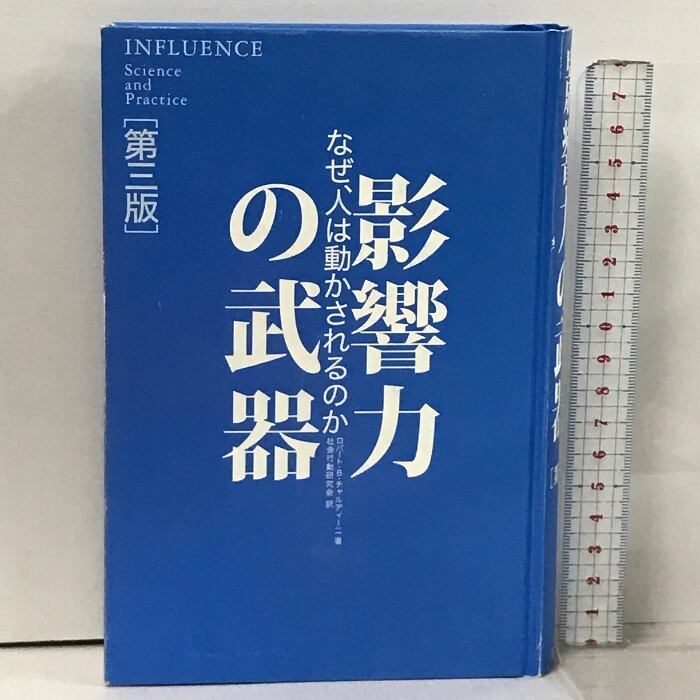 INFLUENCE
Science
and
Practice
[第三版]
影響力
の武器
なぜ、人は動かされるのか
ロバート・B・チャルディーニ 著
社会行動研究会 訳